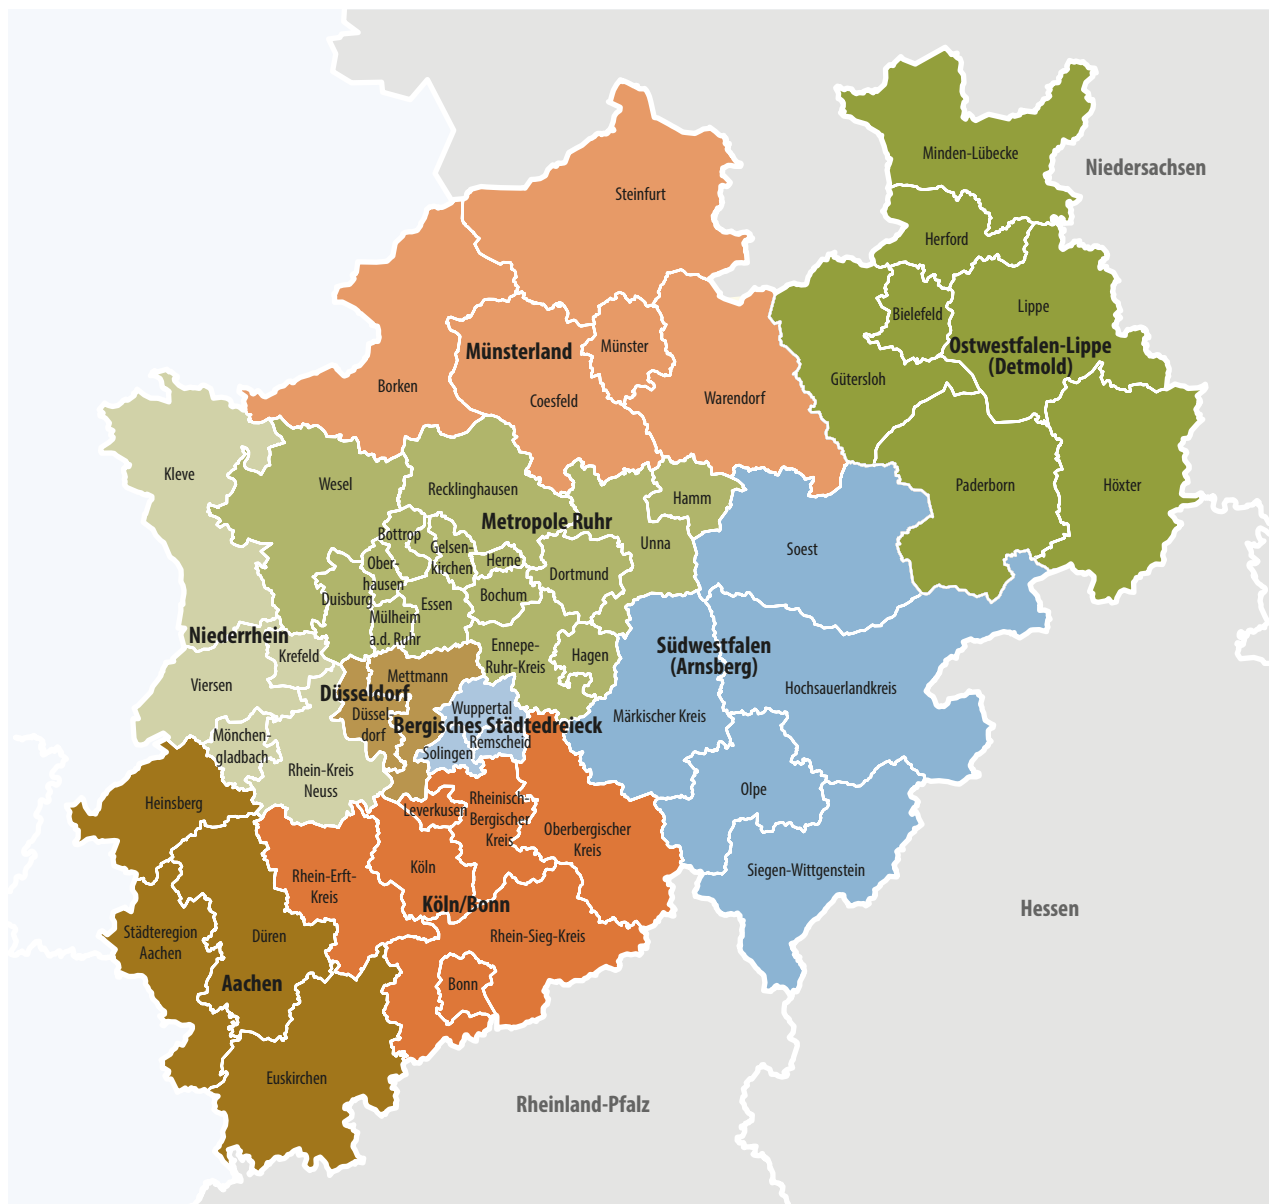 Minden-Lübecke
Niedersachsen
Steinfurt
Herford
Lippe
Bielefeld
Ostwestfalen-Lippe
(Detmold)
Münster
Münsterland
Gütersloh
Borken
Coesfeld
Warendorf
Kleve
Wesel
Recklinghausen
Hamm
Paderborn
Höxter
Metropole Ruhr
Bottrop
Gelsen-
kirchen
Unna
Soest
Ober-
hausen
Herne
Dortmund
Duisburg
Essen
Bochum
Mülheim
a.d. Ruhr
Niederrhein
Krefeld
Ennepe-
Ruhr-Kreis
Hagen
Südwestfalen
(Arnsberg)
Viersen
Mettmann
Düsseldorf
Hochsauerlandkreis
Düssel-
dorf
Wuppertal
Bergisches Städtedreieck
Märkischer Kreis
Mönchen-
gladbach
Solingen
Remscheid
Rhein-Kreis
Neuss
Heinsberg
Leverkusen
Rheinisch-
Bergischer
Kreis
Oberbergischer
Kreis
Olpe
Rhein-Erft-
Kreis
Köln
Siegen-Wittgenstein
Köln/Bonn
Hessen
Städteregion
Aachen
Düren
Rhein-Sieg-Kreis
Aachen
Bonn
Euskirchen
Rheinland-Pfalz